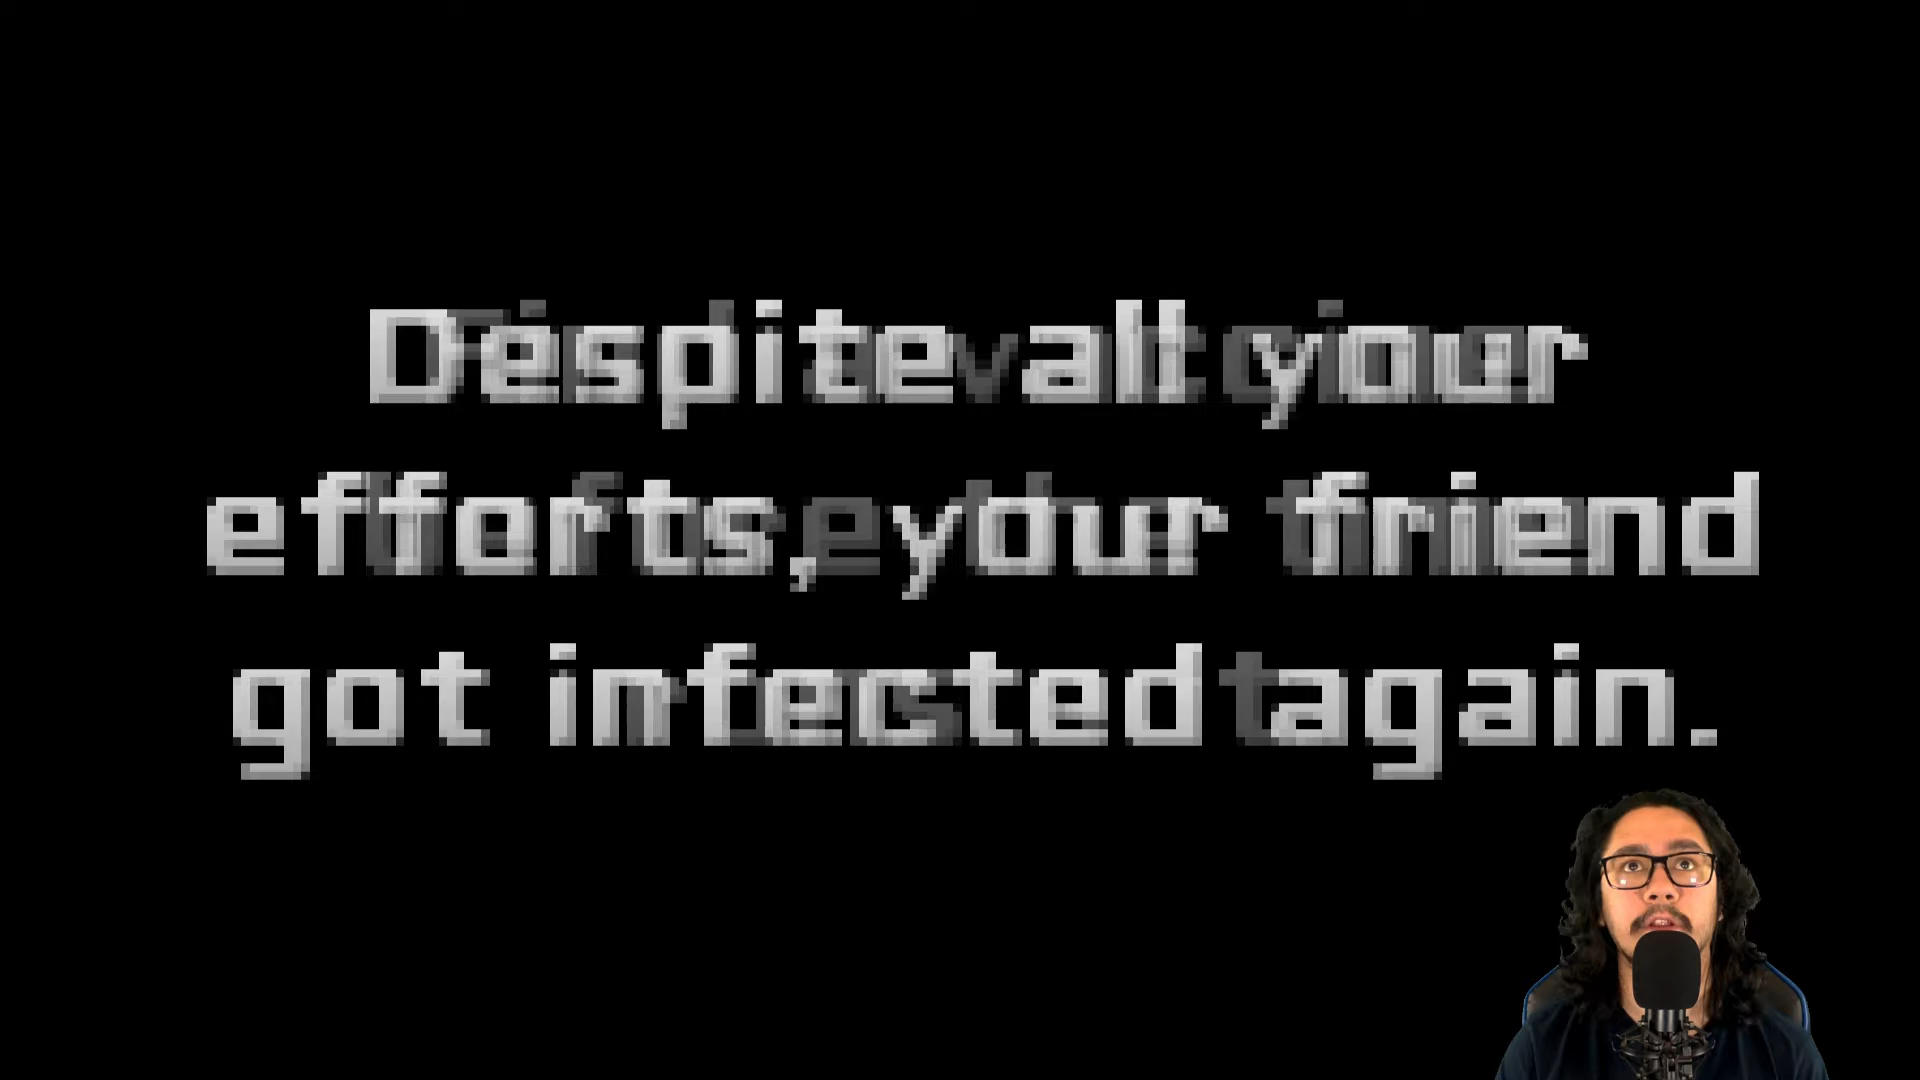 Despite all your
efforts, your friend
got infected again.